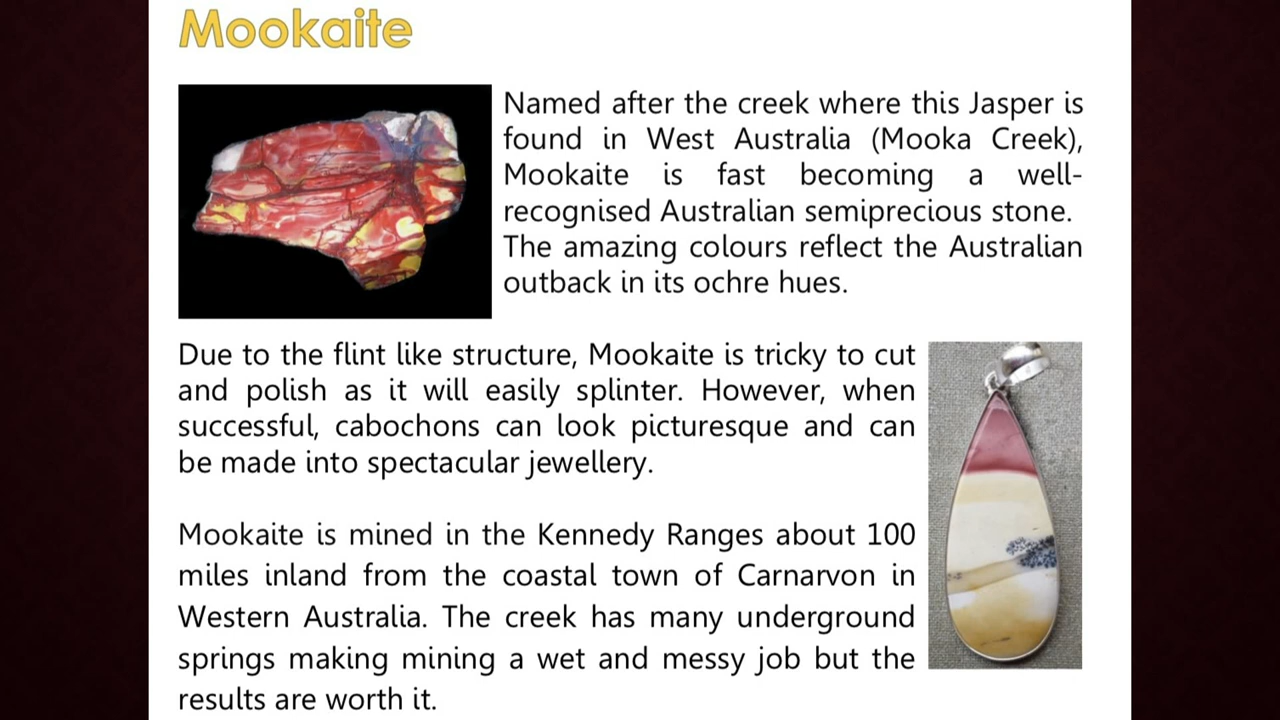 Mookaite
Named after the creek where this Jasper is
found in West Australia (Mooka Creek),
Mookaite is fast becoming a well-
recognised Australian semiprecious stone.
The amazing colours reflect the Australian
outback in its ochre hues.
Due to the flint like structure, Mookaite is tricky to cut
and polish as it will easily splinter. However, when
successful, cabochons can look picturesque and can
be made into spectacular jewellery.
Mookaite is mined in the Kennedy Ranges about 100
miles inland from the coastal town of Carnarvon in
Western Australia. The creek has many underground
springs making mining a wet and messy job but the
results are worth it.